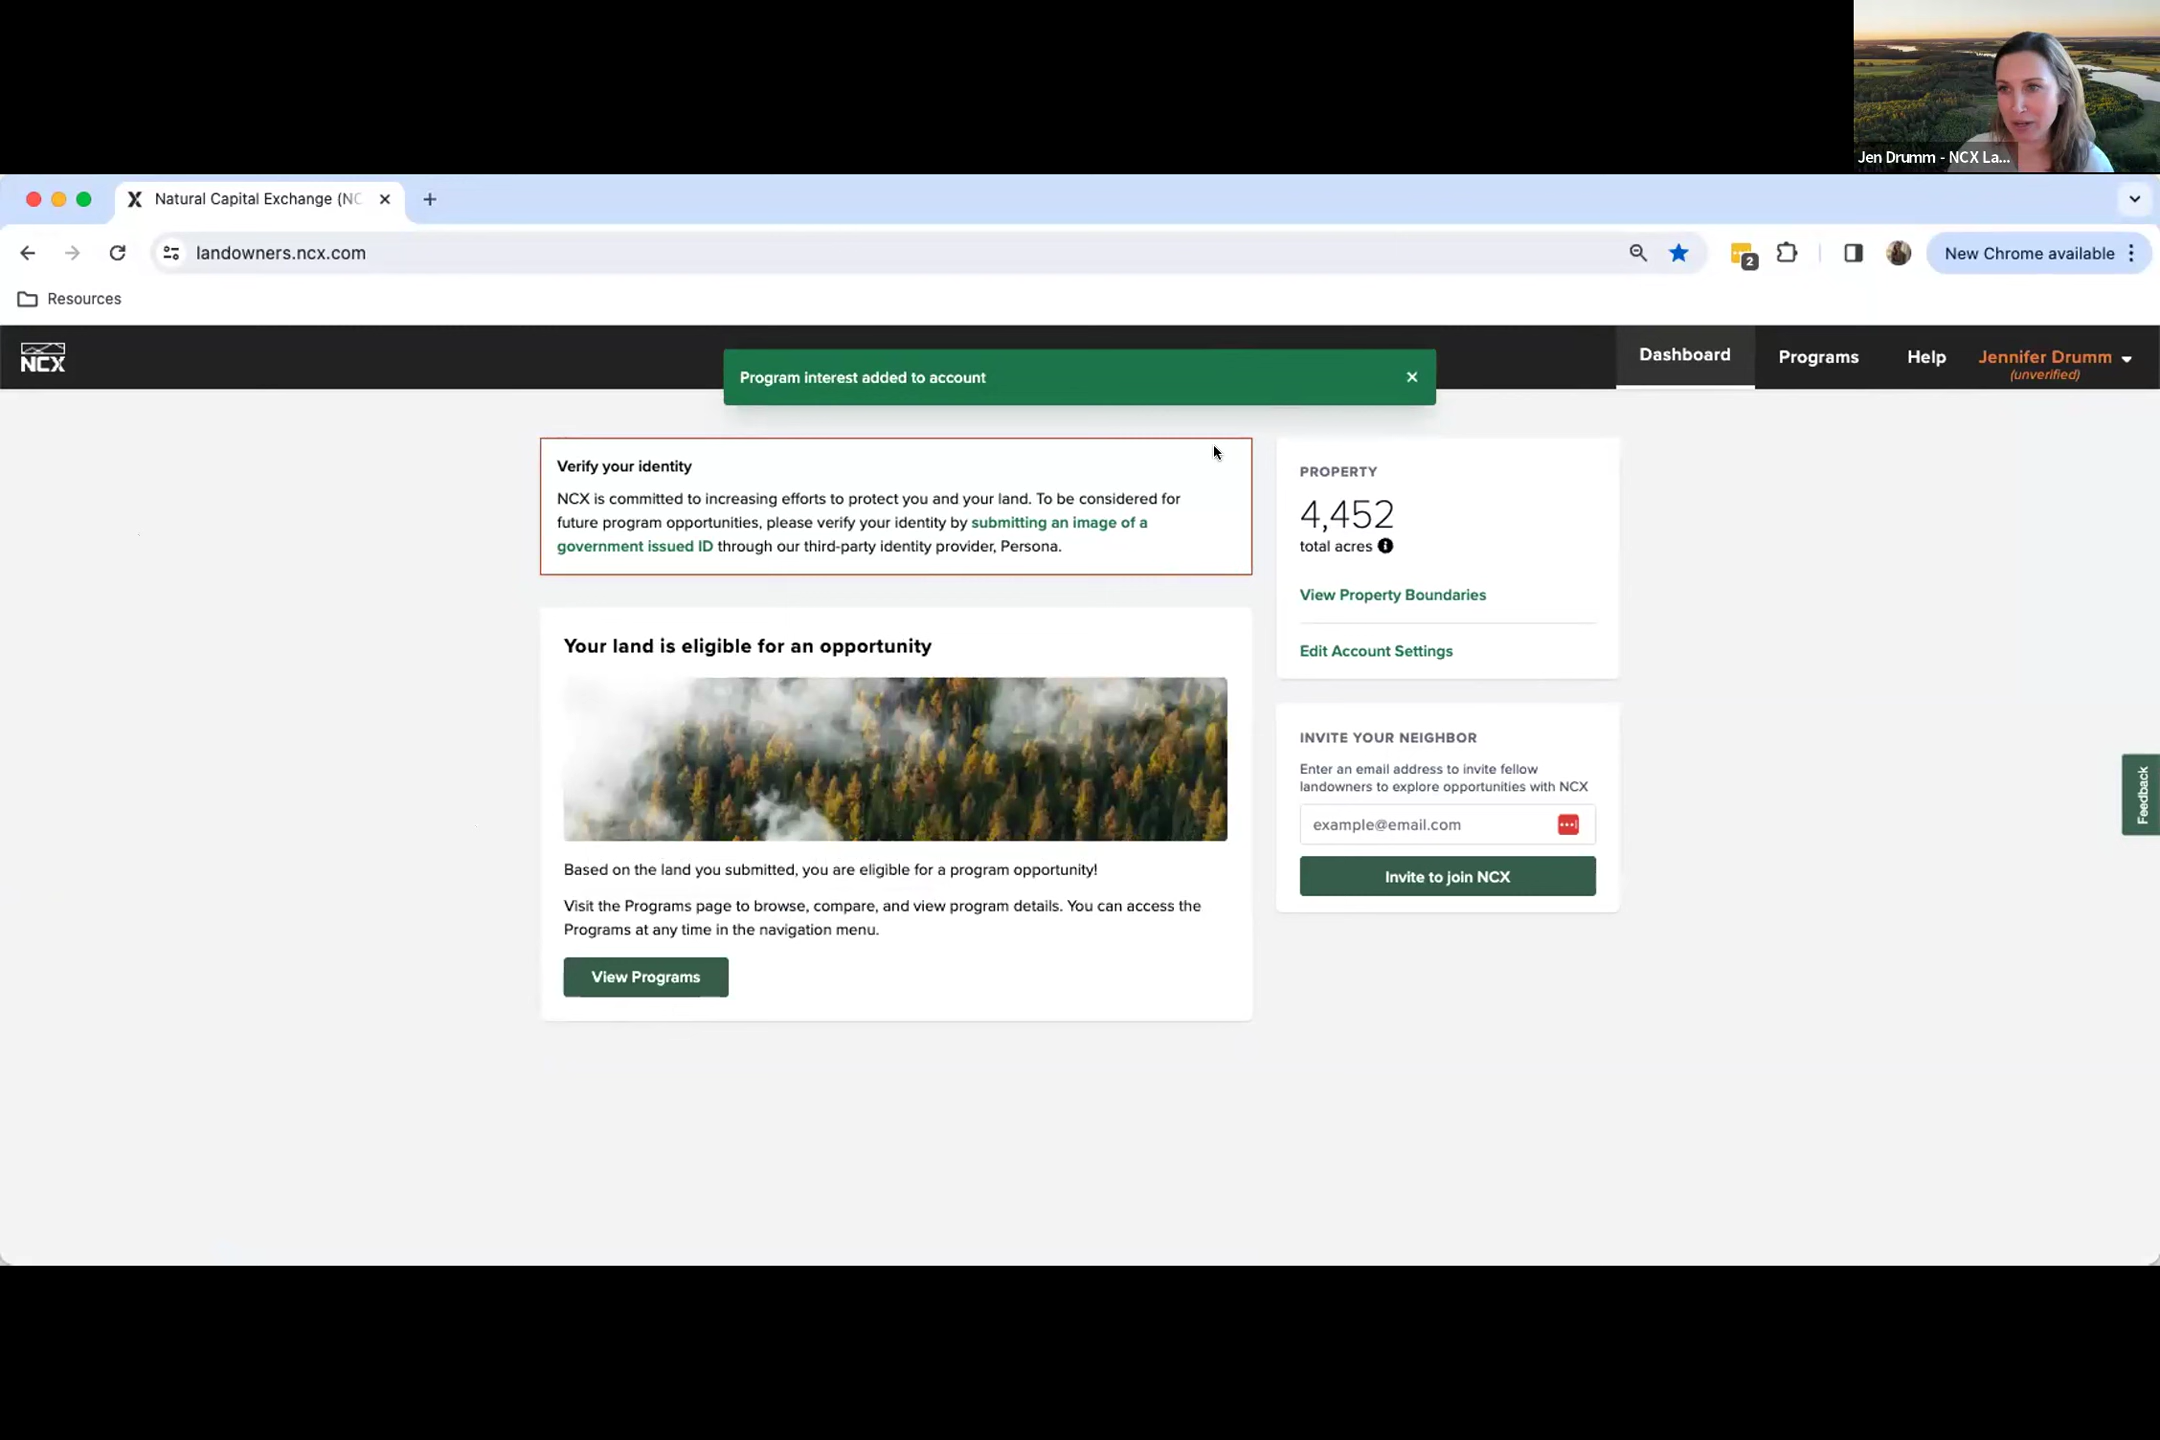 Jen Drumm - NCX La...
Natural Capital Exchange (NC
landowners.ncx.com
2
New Chrome available
Resources
NCX
Program interest added to account
Dashboard
Programs
Help
Jennifer Drumm
(unverified)
Verify your identity
NCX is committed to increasing efforts to protect you and your land. To be considered for
future program opportunities, please verify your identity by submitting an image of a
government issued ID through our third-party identity provider, Persona.
Your land is eligible for an opportunity
Based on the land you submitted, you are eligible for a program opportunity!
Visit the Programs page to browse, compare, and view program details. You can access the
Programs at any time in the navigation menu.
View Programs
PROPERTY
4,452
total acres
View Property Boundaries
Edit Account Settings
INVITE YOUR NEIGHBOR
Enter an email address to invite fellow
landowners to explore opportunities with NCX
example@email.com
Invite to join NCX
Feedback